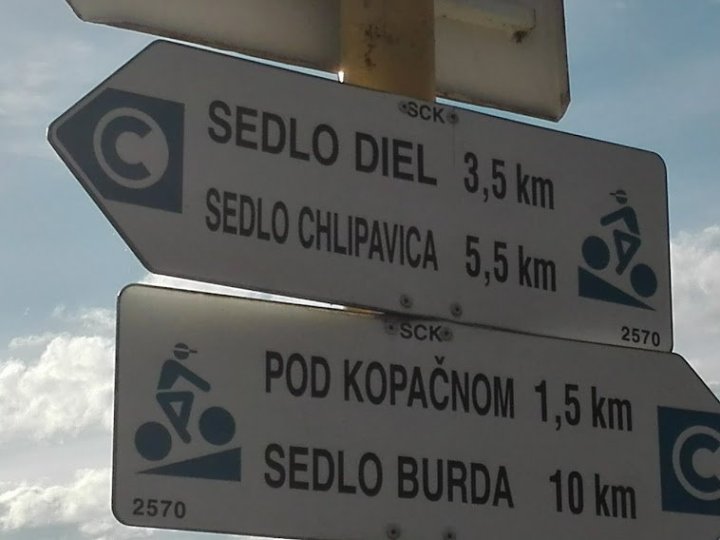 SCK
C SEDLO DIEL 3,5 km
SEDLO CHLIPAVICA 5,5 km
2570
SCK
POD KOPAČNOM 1,5 km C
SEDLO BURDA 10 km
2570